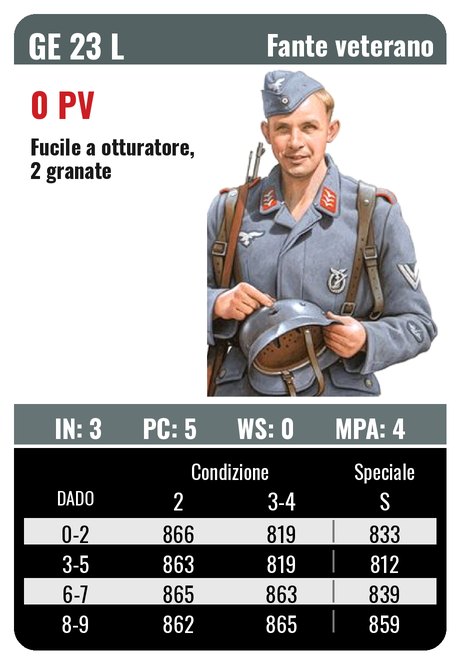 GE 23 L Fante veterano
0 PV
Fucile a otturatore,
2 granate
IN: 3 PC: 5 WS: 0 MPA: 4
Condizione Speciale
DADO 2 3-4 S
0-2 866 819 833
3-5 863 819 812
6-7 865 863 839
8-9 862 865 859